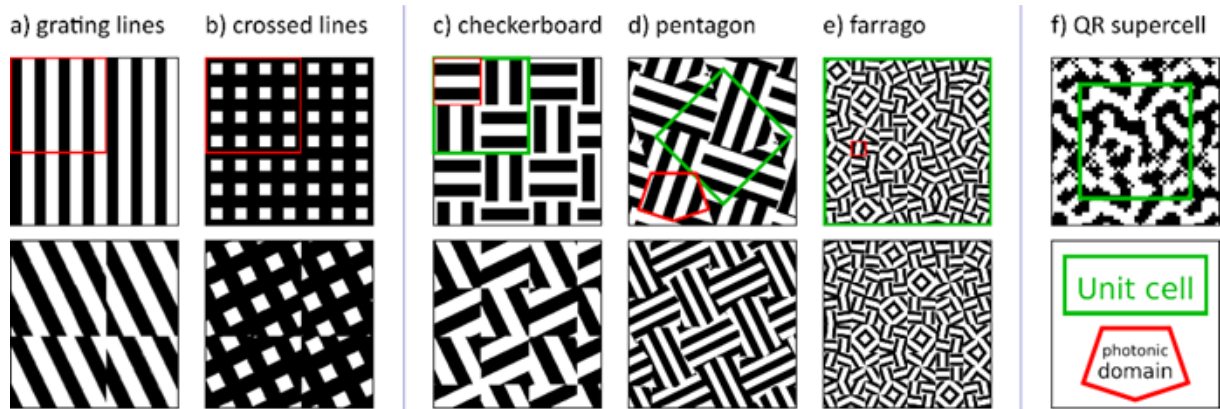 a) grating lines
b) crossed lines
c) checkerboard
d) pentagon
e) farrago
f) QR supercell
Unit cell
photonic
domain